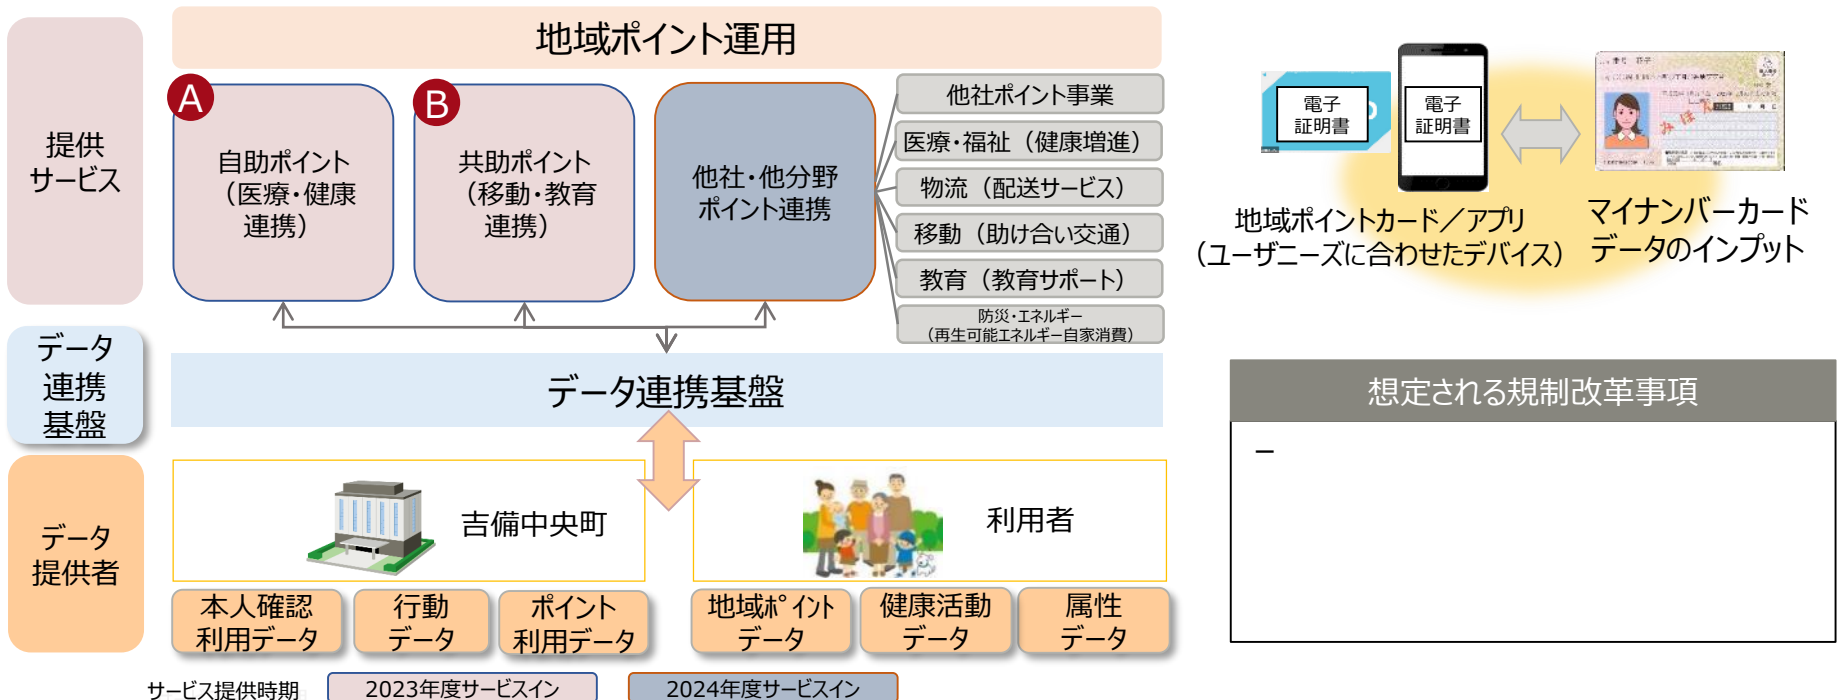 提供
サービス
地域ポイント運用
A
自助ポイント
（医療・健康
連携）
B
共助ポイント
（移動・教育
連携）
他社・他分野
ポイント連携
他社ポイント事業
医療・福祉（健康増進）
物流（配送サービス）
移動（助け合い交通）
教育（教育サポート）
防災・エネルギー
（再生可能エネルギー自家消費）
データ
連携
基盤
データ連携基盤
データ
提供者
吉備中央町
利用者
本人確認
利用データ
行動
データ
ポイント
利用データ
地域ポイント
データ
健康活動
データ
属性
データ
サービス提供時期
2023年度サービスイン
2024年度サービスイン
電子
証明書
電子
証明書
みほん
地域ポイントカード／アプリ
（ユーザニーズに合わせたデバイス）
マイナンバーカード
データのインプット
想定される規制改革事項
–